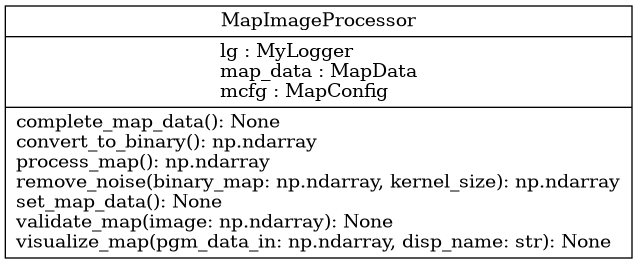 MapImageProcessor
lg : MyLogger
map_data : MapData
mcfg : MapConfig
complete_map_data(): None
convert_to_binary(): np.ndarray
process_map(): np.ndarray
remove_noise(binary_map: np.ndarray, kernel_size): np.ndarray
set_map_data(): None
validate_map(image: np.ndarray): None
visualize_map(pgm_data_in: np.ndarray, disp_name: str): None